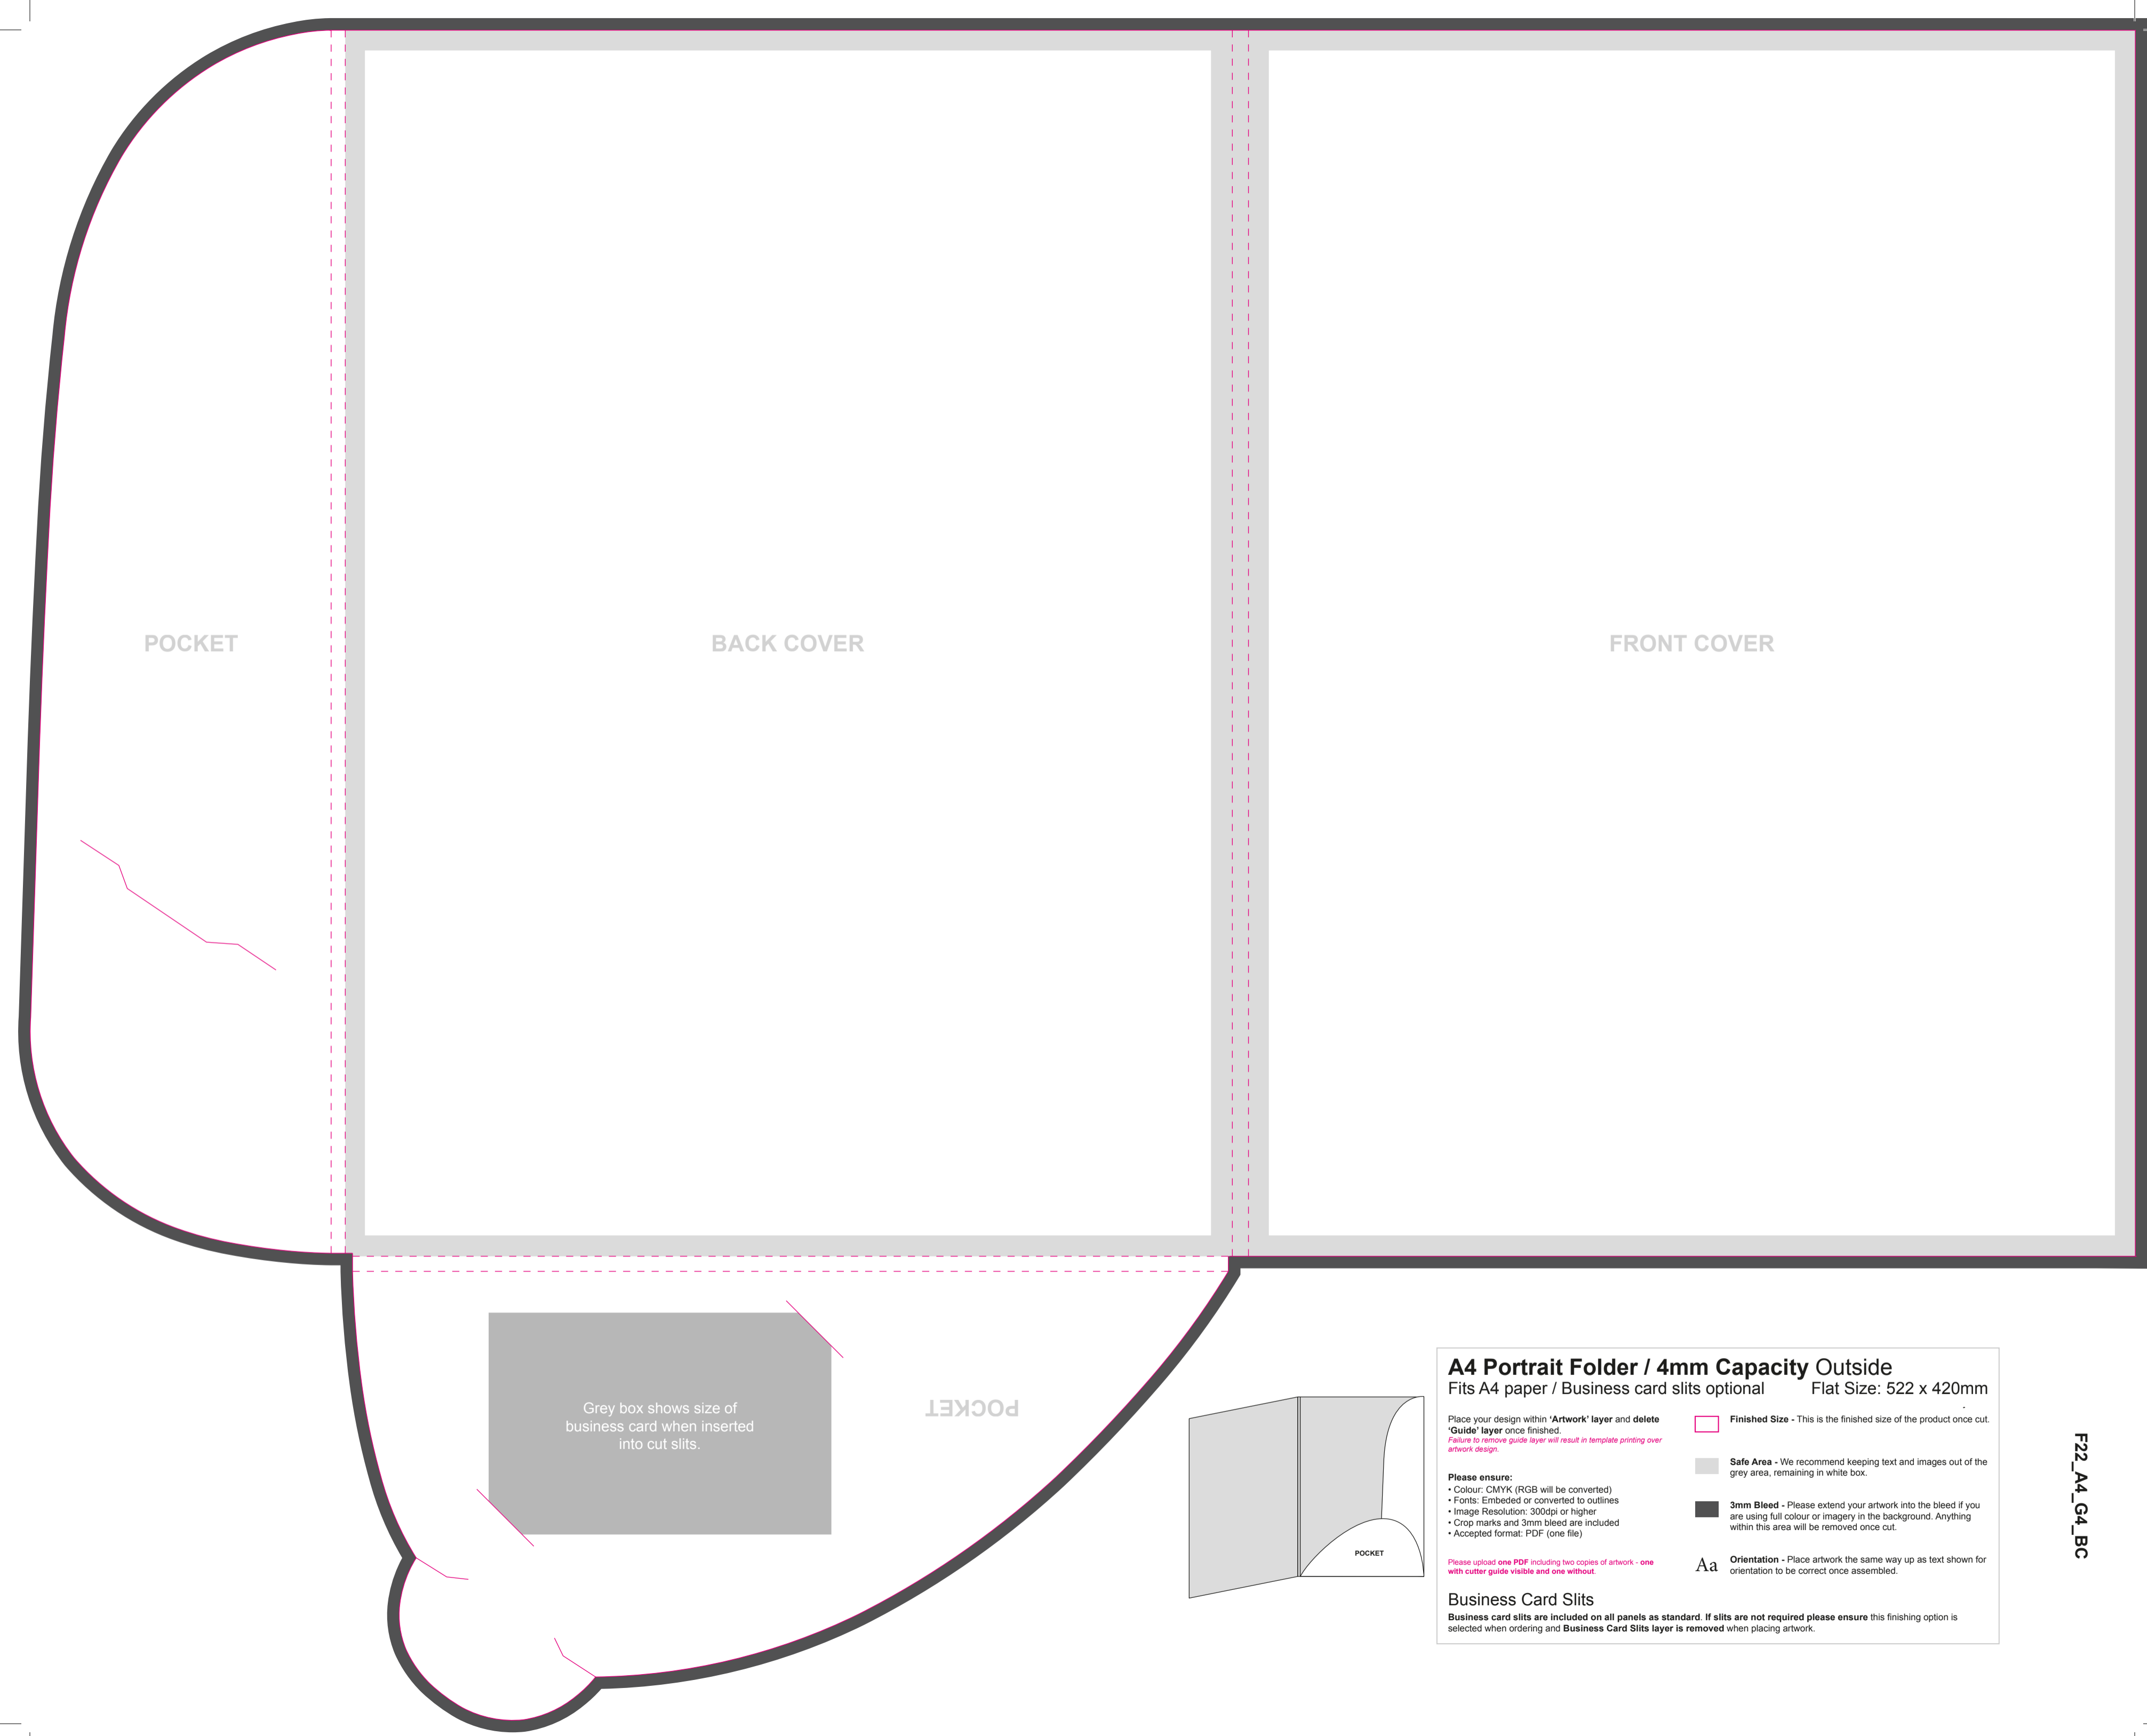 POCKET
BACK COVER
FRONT COVER
Grey box shows size of
business card when inserted
into cut slits.
POCKET
POCKET
A4 Portrait Folder / 4mm Capacity Outside
Fits A4 paper / Business card slits optional Flat Size: 522 x 420mm
Place your design within ‘Artwork’ layer and delete
‘Guide’ layer once finished.
Failure to remove guide layer will result in template printing over
artwork design.
Please ensure:
• Colour: CMYK (RGB will be converted)
• Fonts: Embeded or converted to outlines
• Image Resolution: 300dpi or higher
• Crop marks and 3mm bleed are included
• Accepted format: PDF (one file)
Please upload one PDF including two copies of artwork - one
with cutter guide visible and one without.
Finished Size - This is the finished size of the product once cut.
Safe Area - We recommend keeping text and images out of the
grey area, remaining in white box.
3mm Bleed - Please extend your artwork into the bleed if you
are using full colour or imagery in the background. Anything
within this area will be removed once cut.
Aa
Orientation - Place artwork the same way up as text shown for
orientation to be correct once assembled.
Business Card Slits
Business card slits are included on all panels as standard. If slits are not required please ensure this finishing option is
selected when ordering and Business Card Slits layer is removed when placing artwork.
F22_A4_G4_BC